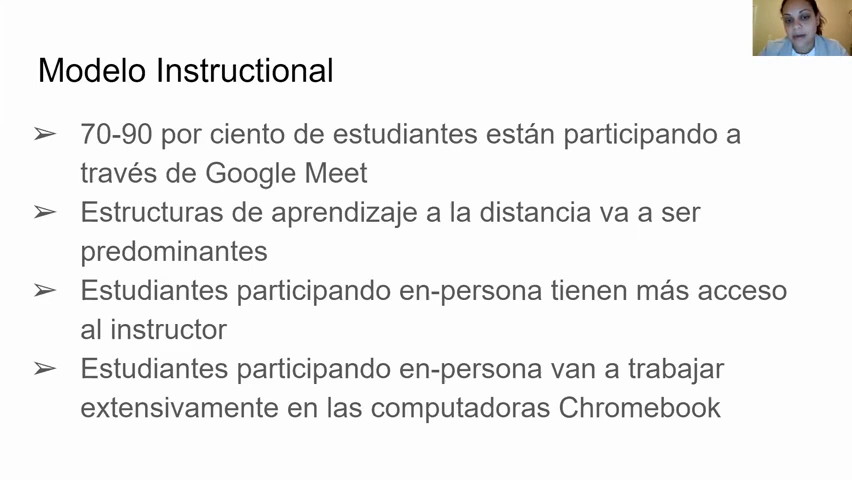 Modelo Instructional
➢ 70-90 por ciento de estudiantes están participando a
través de Google Meet
➢ Estructuras de aprendizaje a la distancia va a ser
predominantes
➢ Estudiantes participando en-persona tienen más acceso
al instructor
➢ Estudiantes participando en-persona van a trabajar
extensivamente en las computadoras Chromebook